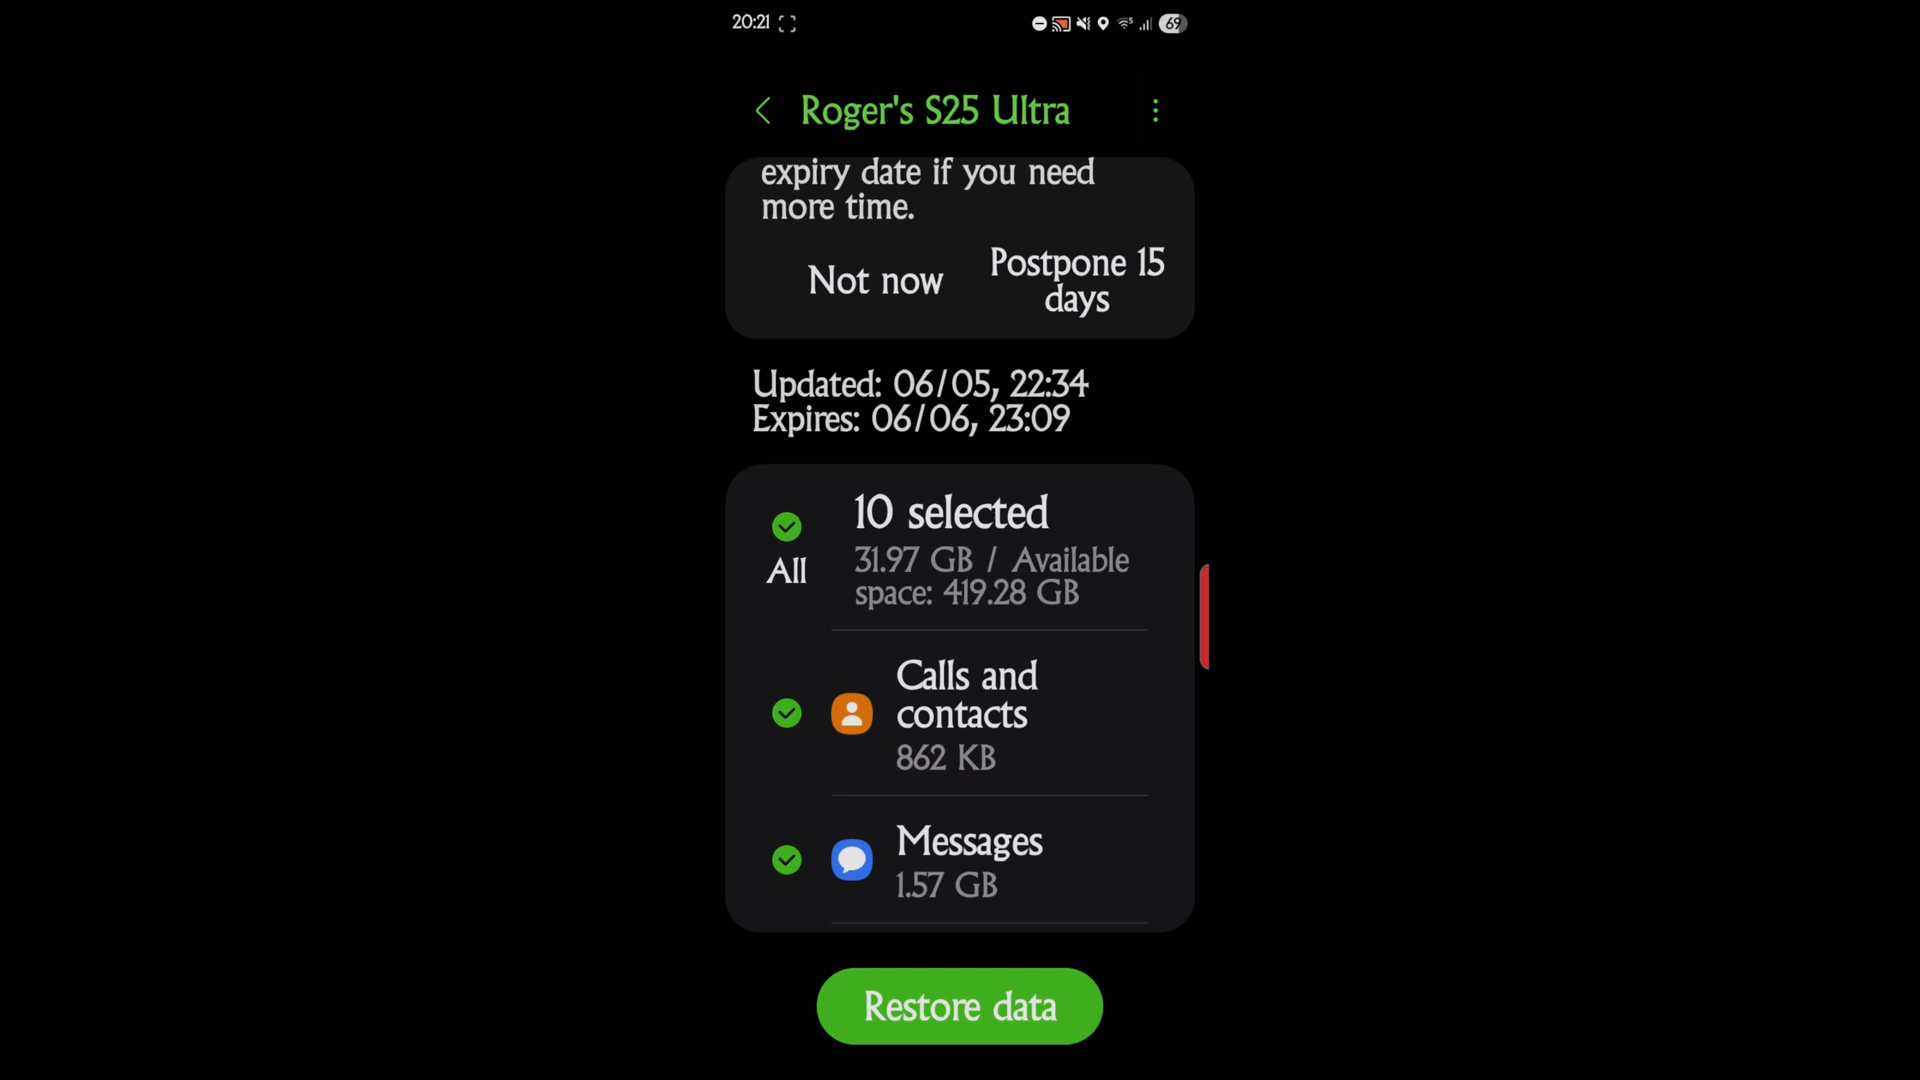 20:21
69
Roger's S25 Ultra
expiry date if you need
more time.
Not now
Postpone 15
days
Updated: 06/05, 22:34
Expires: 06/06, 23:09
10 selected
All
31.97 GB / Available
space: 419.28 GB
Calls and
contacts
862 KB
Messages
1.57 GB
Restore data